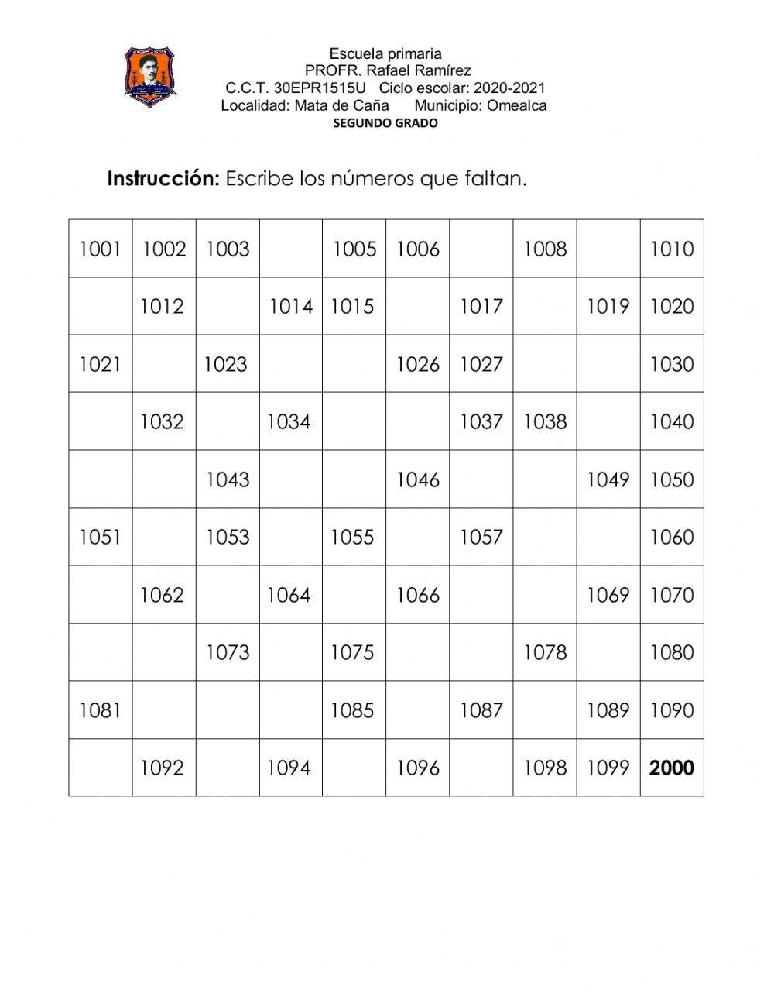 Escuela primaria
PROFR. Rafael Ramírez
C.C.T. 30EPR1515U Ciclo escolar: 2020-2021
Localidad: Mata de Caña Municipio: Omealca
SEGUNDO GRADO
Instrucción: Escribe los números que faltan.
1001 1002 1003 1005 1006 1008 1010
1012 1014 1015 1017 1019 1020
1021 1023 1026 1027 1030
1032 1034 1037 1038 1040
1043 1046 1049 1050
1051 1053 1055 1057 1060
1062 1064 1066 1069 1070
1073 1075 1078 1080
1081 1085 1087 1089 1090
1092 1094 1096 1098 1099 2000